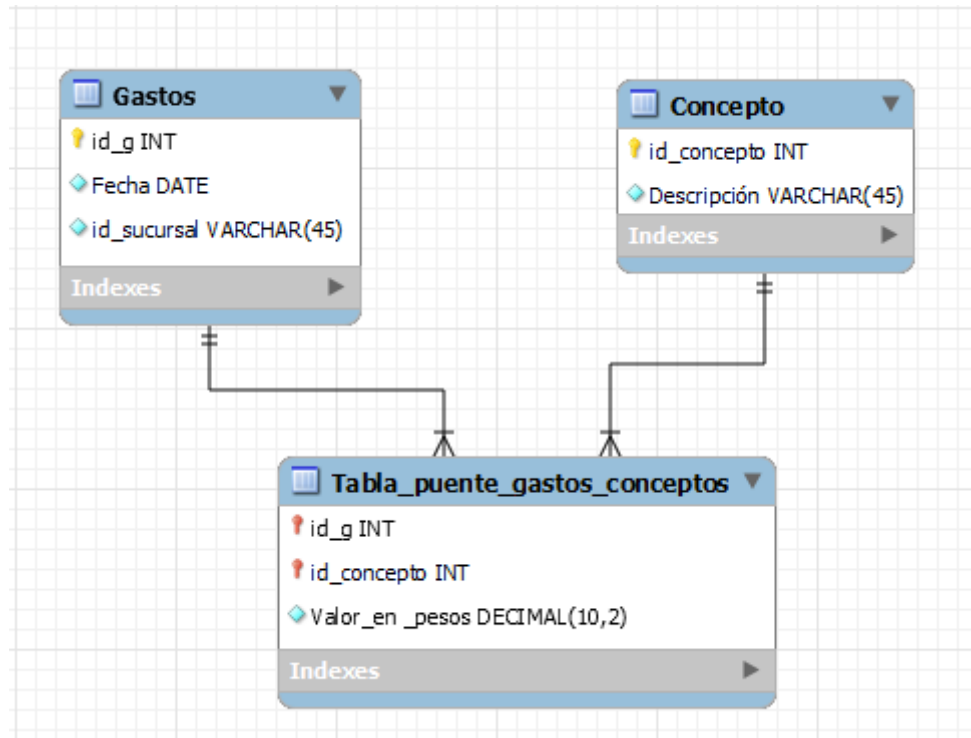 Gastos
id_g INT
Fecha DATE
id_sucursal VARCHAR(45)
Indexes
Concepto
id_concepto INT
Descripción VARCHAR(45)
Indexes
Tabla_puente_gastos_conceptos
id_g INT
id_concepto INT
Valor_en _pesos DECIMAL(10,2)
Indexes